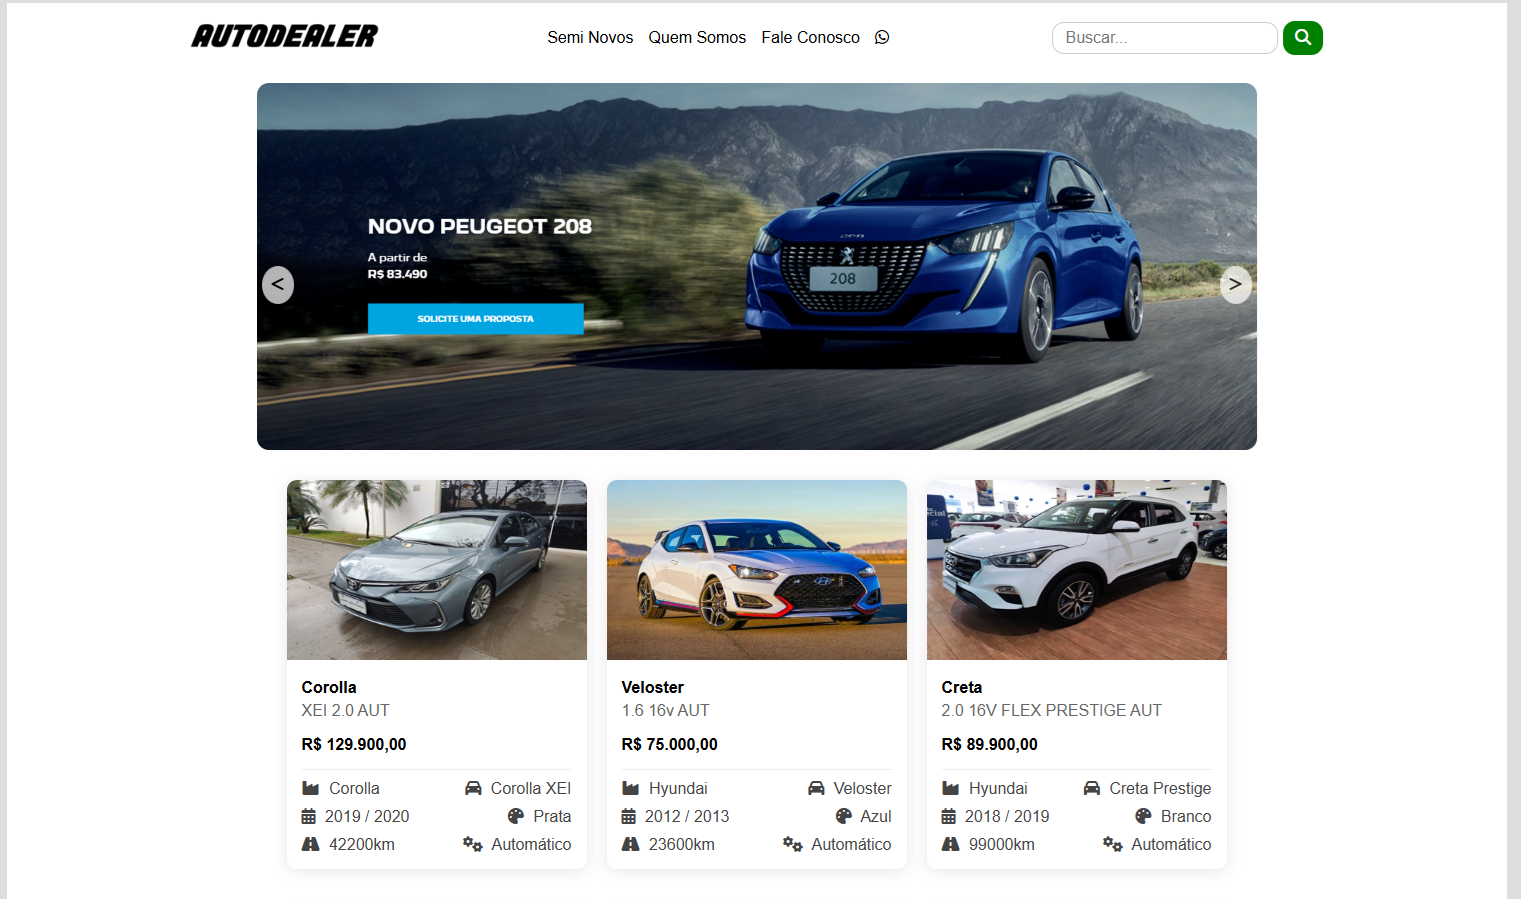 AUTODEALER
Semi Novos Quem Somos Fale Conosco
Buscar...
NOVO PEUGEOT 208
A partir de
R$ 83.490
SOLICITE UMA PROPOSTA
208
208
< >
Corolla
XEI 2.0 AUT
R$ 129.900,00
Corolla Corolla XEI
2019 / 2020 Prata
42200km Automático
Veloster
1.6 16v AUT
R$ 75.000,00
Hyundai Veloster
2012 / 2013 Azul
23600km Automático
Creta
2.0 16V FLEX PRESTIGE AUT
R$ 89.900,00
Hyundai Creta Prestige
2018 / 2019 Branco
99000km Automático